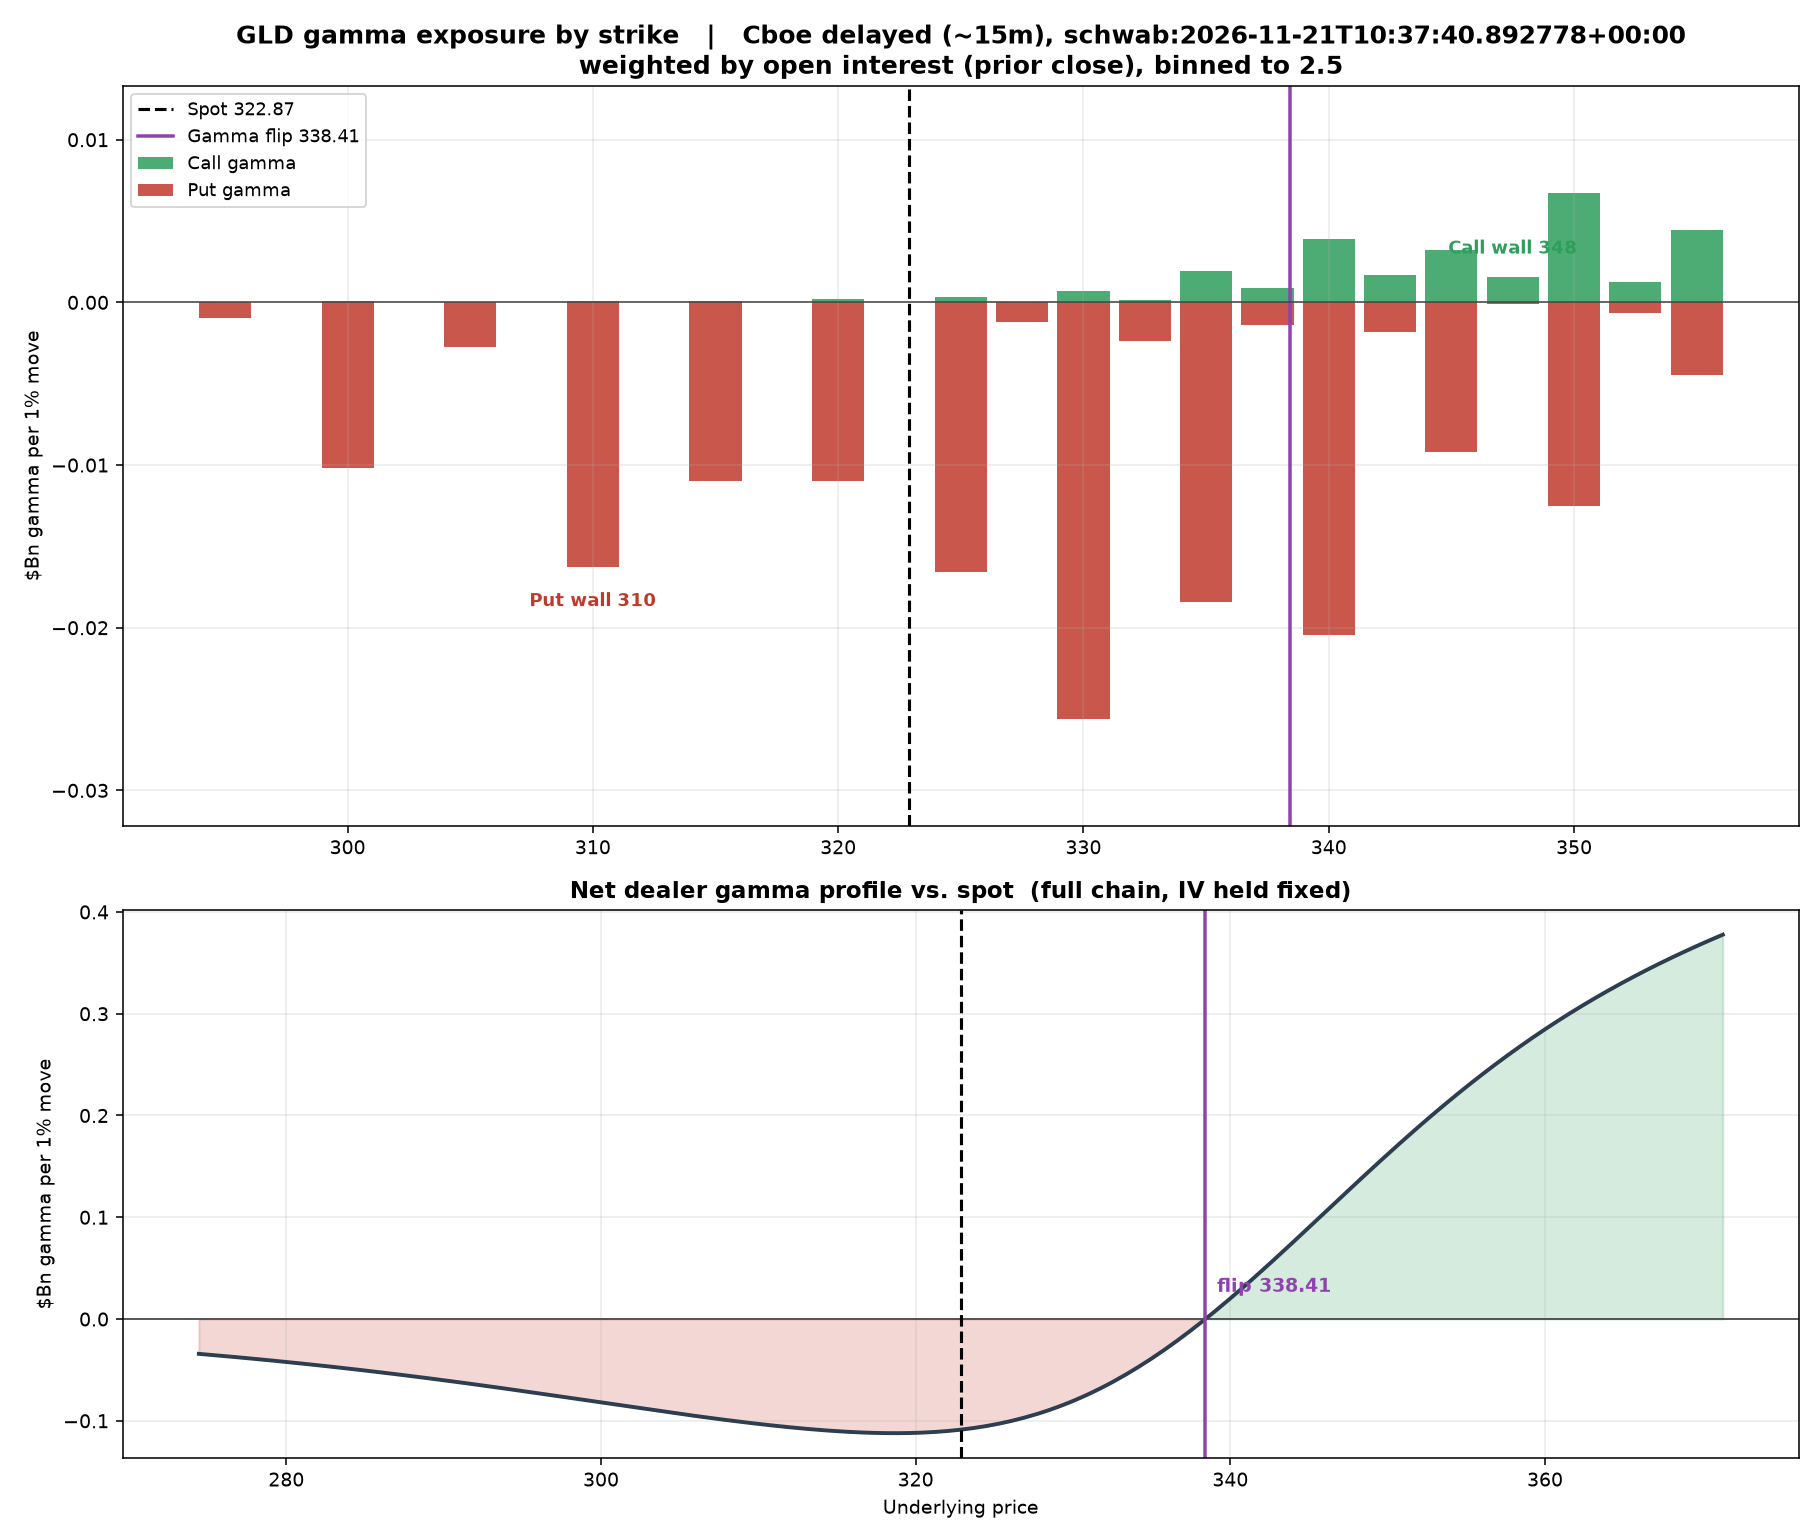 GLD gamma exposure by strike | Cboe delayed (~15m), schwab:2026-11-21T10:37:40.892778+00:00
weighted by open interest (prior close), binned to 2.5
Spot 322.87
Gamma flip 338.41
Call gamma
Put gamma
$Bn gamma per 1% move
0.01
0.00
−0.01
−0.02
−0.03
Call wall 348
Put wall 310
300 310 320 330 340 350
Net dealer gamma profile vs. spot (full chain, IV held fixed)
$Bn gamma per 1% move
0.4
0.3
0.2
0.1
0.0
−0.1
flip 338.41
280 300 320 340 360
Underlying price